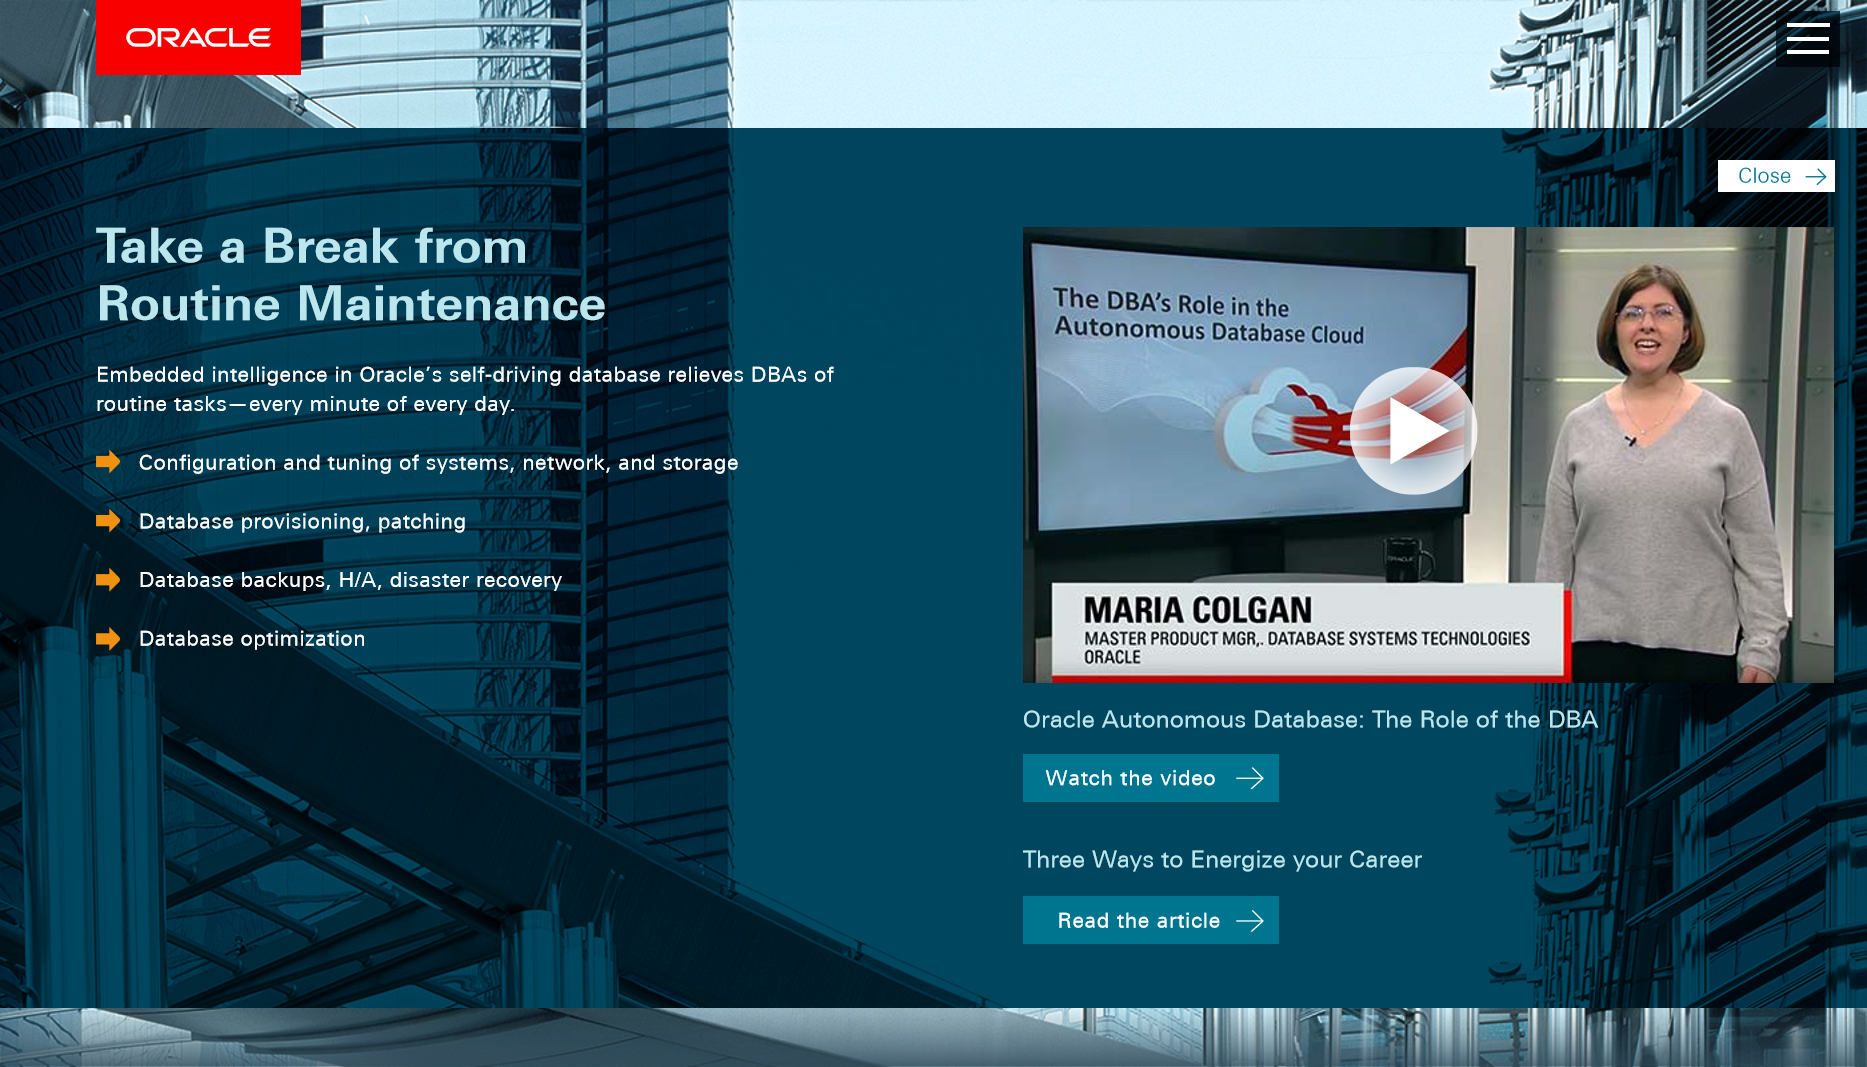 ORACLE
Close
Take a Break from
Routine Maintenance
Embedded intelligence in Oracle’s self-driving database relieves DBAs of
routine tasks—every minute of every day.
Configuration and tuning of systems, network, and storage
Database provisioning, patching
Database backups, H/A, disaster recovery
Database optimization
The DBA’s Role in the
Autonomous Database Cloud
ORACLE
MARIA COLGAN
MASTER PRODUCT MGR,. DATABASE SYSTEMS TECHNOLOGIES
ORACLE
Oracle Autonomous Database: The Role of the DBA
Watch the video
Three Ways to Energize your Career
Read the article